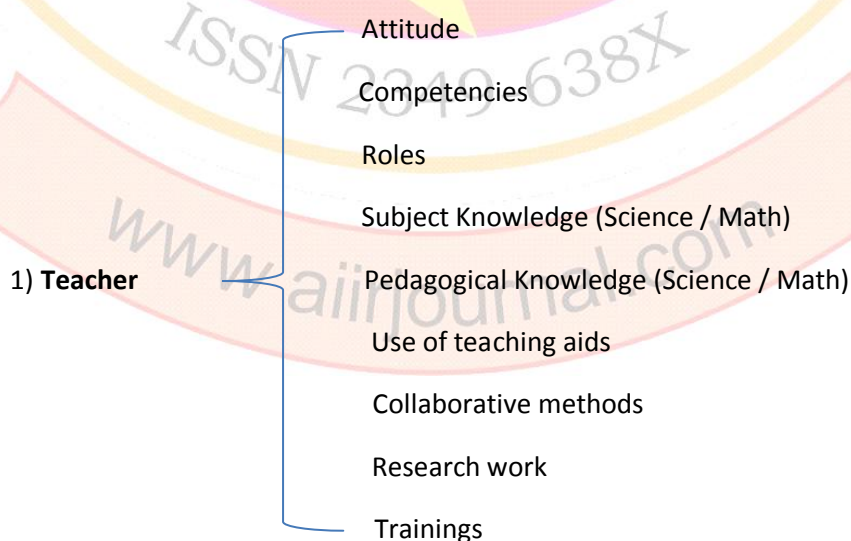 Attitude
ISSN 2349-638X
Competencies
Roles
Subject Knowledge (Science / Math)
www.aiirjournal.com
1) Teacher
Pedagogical Knowledge (Science / Math)
Use of teaching aids
Collaborative methods
Research work
Trainings